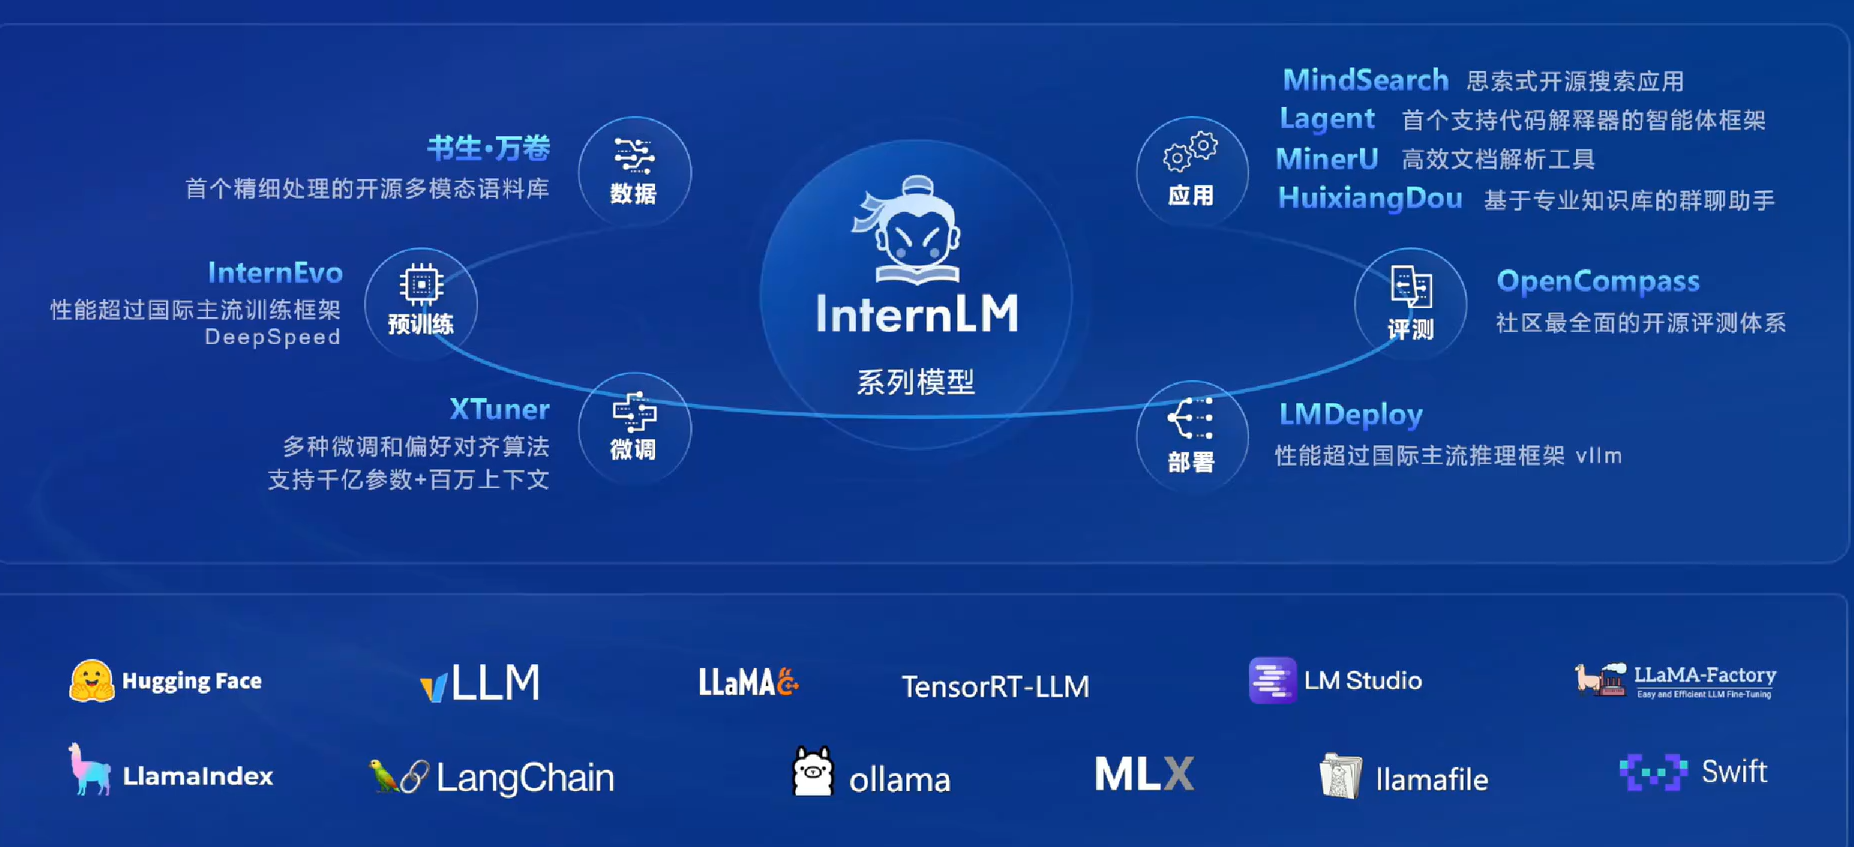 书生·万卷
首个精细处理的开源多模态语料库
数据
InternEvo
性能超过国际主流训练框架
DeepSpeed
预训练
XTuner
多种微调和偏好对齐算法
支持千亿参数+百万上下文
微调
InternLM
系列模型
应用
MindSearch 思索式开源搜索应用
Lagent 首个支持代码解释器的智能体框架
MinerU 高效文档解析工具
HuixiangDou 基于专业知识库的群聊助手
评测
OpenCompass
社区最全面的开源评测体系
部署
LMDeploy
性能超过国际主流推理框架 vllm
Hugging Face
vLLM
LLaMA C++
TensorRT-LLM
LM Studio
LLaMA-Factory
Easy and Efficient LLM Fine-Tuning
LlamaIndex
LangChain
ollama
MLX
llamafile
Swift